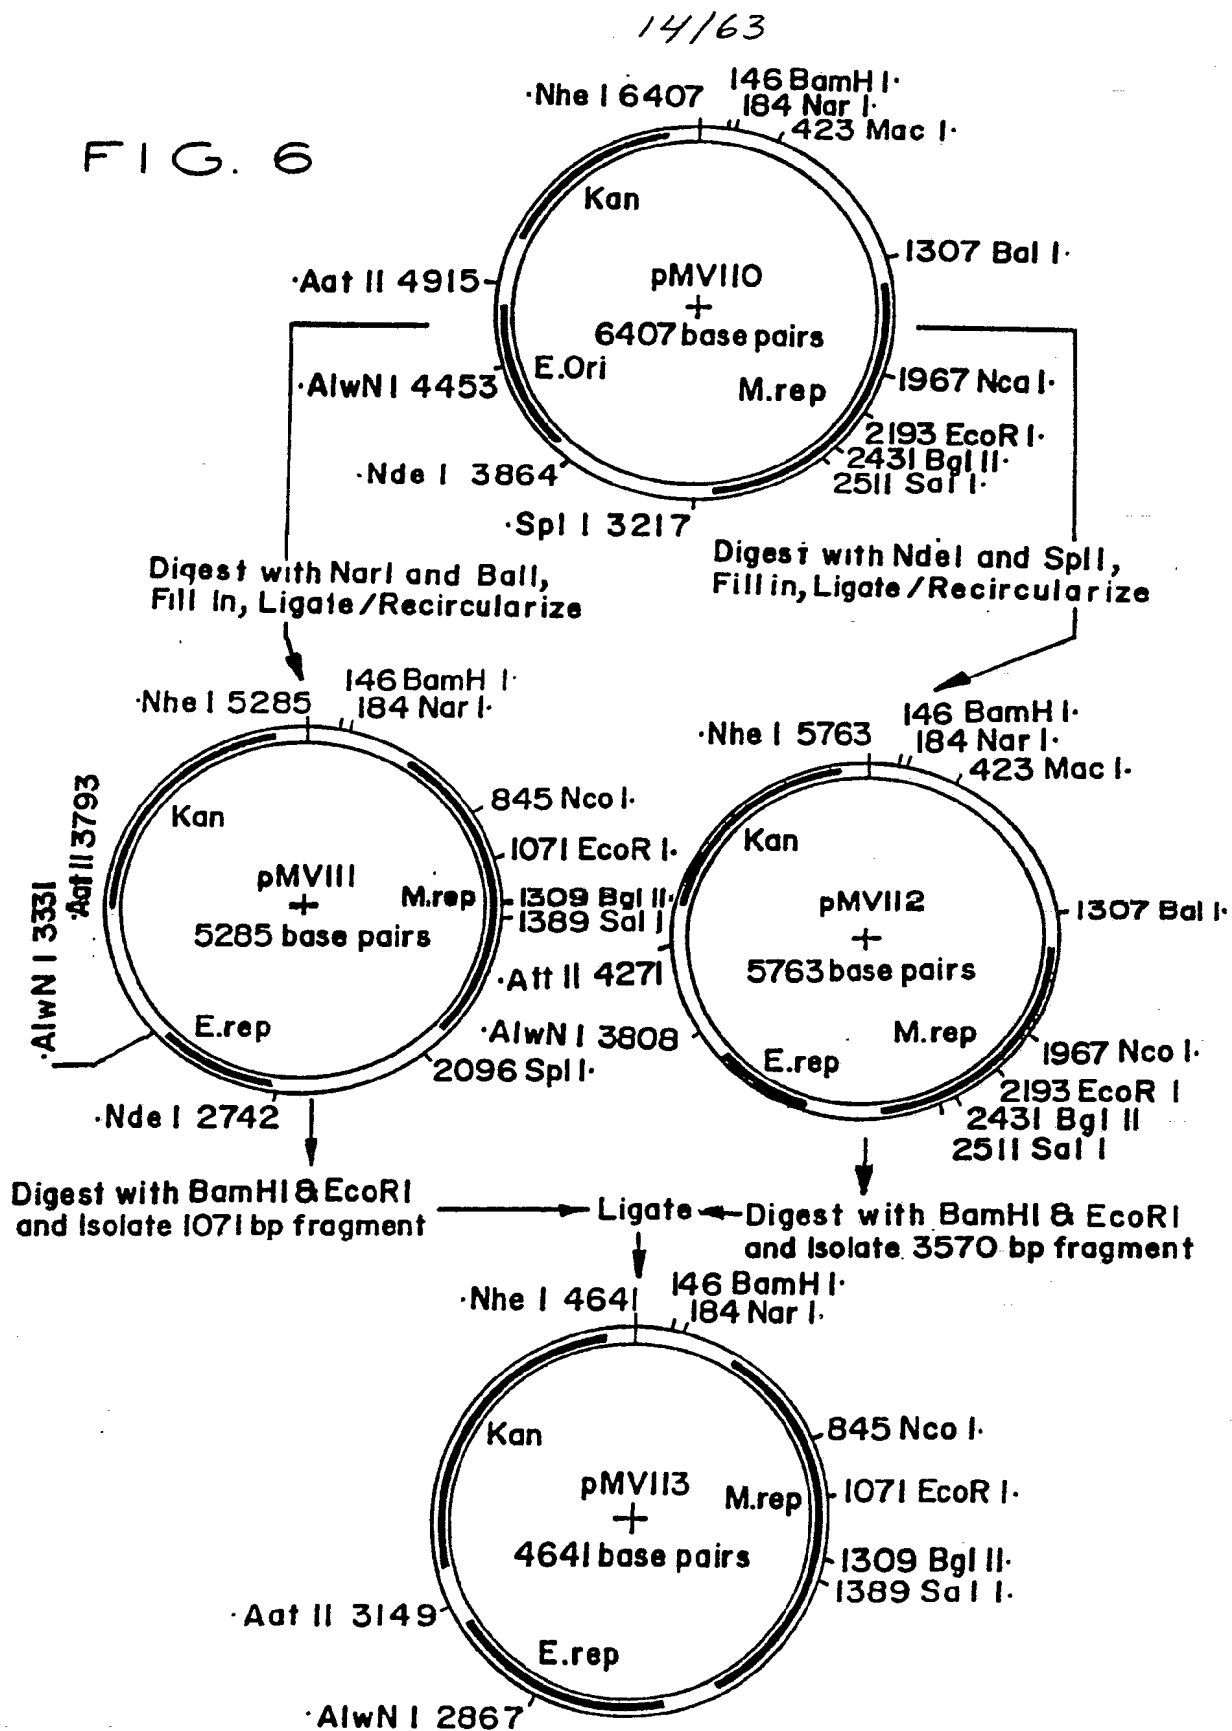 14/63
FIG. 6
·Nhe I 6407
146 BamH I·
184 Nar I·
423 Mac I·
Kan
1307 Bal I·
·Aat II 4915
pMV110
+
6407 base pairs
E.Ori
·AlwN I 4453
M.rep
1967 Nca I·
2193 EcoR I·
2431 Bgl II·
2511 Sal I·
·Nde I 3864
·Spl I 3217
Digest with NarI and BalI,
Fill In, Ligate/Recircularize
Digest with NdeI and SplI,
Fill in, Ligate/Recircularize
·Nhe I 5285
146 BamH I·
184 Nar I·
Kan
845 Nco I·
1071 EcoR I·
pMV111
+
5285 base pairs
M.rep
1309 Bgl II·
1389 Sal I
·Aat II 3793
·AlwN I 3331
E.rep
2096 Spl I·
·Nde I 2742
·Nhe I 5763
146 BamH I·
184 Nar I·
423 Mac I·
Kan
pMV112
+
5763 base pairs
1307 Bal I·
·Att II 4271
·AlwN I 3808
M.rep
E.rep
1967 Nco I·
2193 EcoR I
2431 Bgl II
2511 Sal I
Digest with BamHI & EcoRI
and Isolate 1071 bp fragment
Ligate
Digest with BamHI & EcoRI
and Isolate 3570 bp fragment
·Nhe I 4641
146 BamH I·
184 Nar I·
Kan
845 Nco I·
pMV113
+
4641 base pairs
M.rep
1071 EcoR I·
1309 Bgl II·
1389 Sal I·
·Aat II 3149
E.rep
·AlwN I 2867